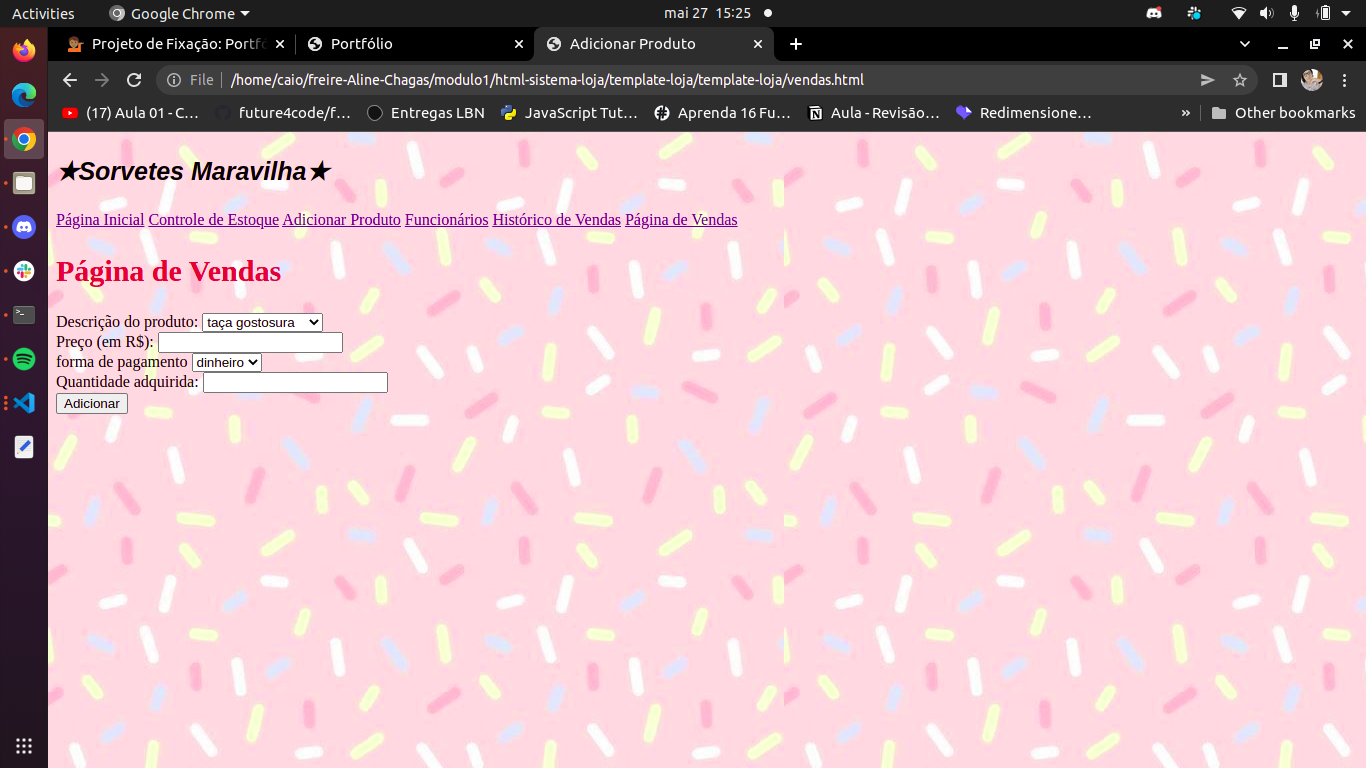 Activities Google Chrome mai 27 15:25
Projeto de Fixação: Portfo Portfólio Adicionar Produto
File /home/caio/freire-Aline-Chagas/modulo1/html-sistema-loja/template-loja/template-loja/vendas.html
(17) Aula 01 - C… future4code/f… Entregas LBN JavaScript Tut… Aprenda 16 Fu… Aula - Revisão… Redimensione… » Other bookmarks
★Sorvetes Maravilha★
Página Inicial Controle de Estoque Adicionar Produto Funcionários Histórico de Vendas Página de Vendas
Página de Vendas
Descrição do produto: taça gostosura
Preço (em R$):
forma de pagamento dinheiro
Quantidade adquirida:
Adicionar